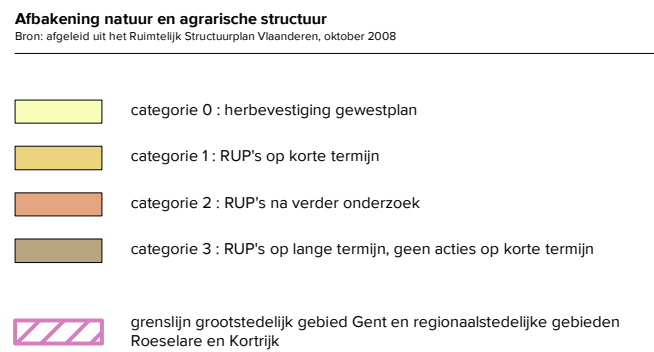 Afbakening natuur en agrarische structuur
Bron: afgeleid uit het Ruimtelijk Structuurplan Vlaanderen, oktober 2008
categorie 0 : herbevestiging gewestplan
categorie 1 : RUP's op korte termijn
categorie 2 : RUP's na verder onderzoek
categorie 3 : RUP's op lange termijn, geen acties op korte termijn
grenslijn grootstedelijk gebied Gent en regionaalstedelijke gebieden
Roeselare en Kortrijk